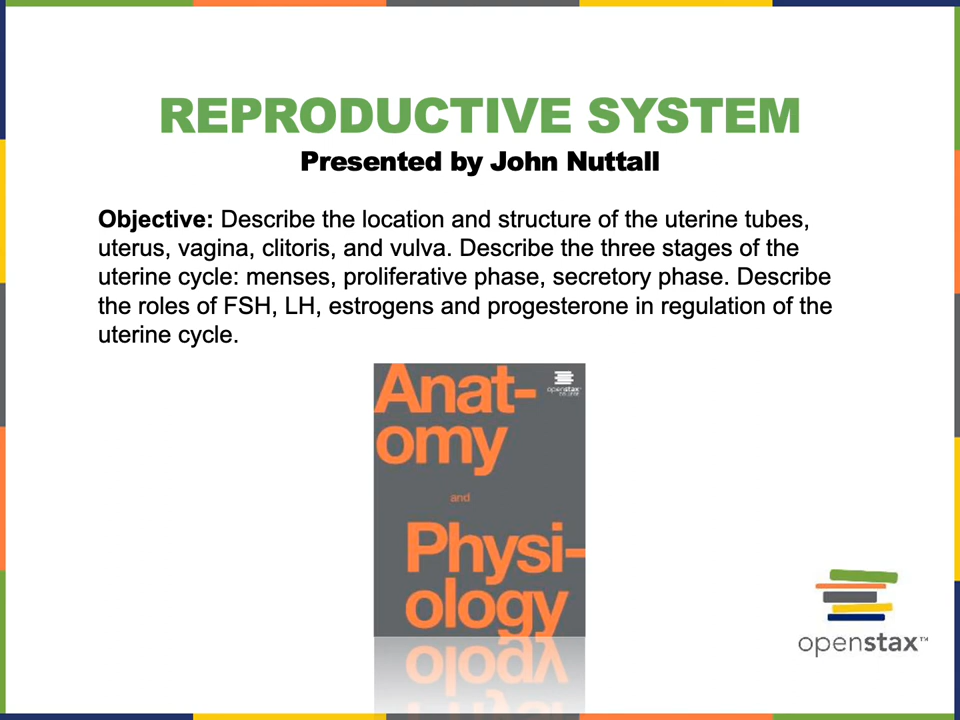 REPRODUCTIVE SYSTEM
Presented by John Nuttall
Objective: Describe the location and structure of the uterine tubes,
uterus, vagina, clitoris, and vulva. Describe the three stages of the
uterine cycle: menses, proliferative phase, secretory phase. Describe
the roles of FSH, LH, estrogens and progesterone in regulation of the
uterine cycle.
Anat-
openstax
omy
and
Physi-
ology
openstax™